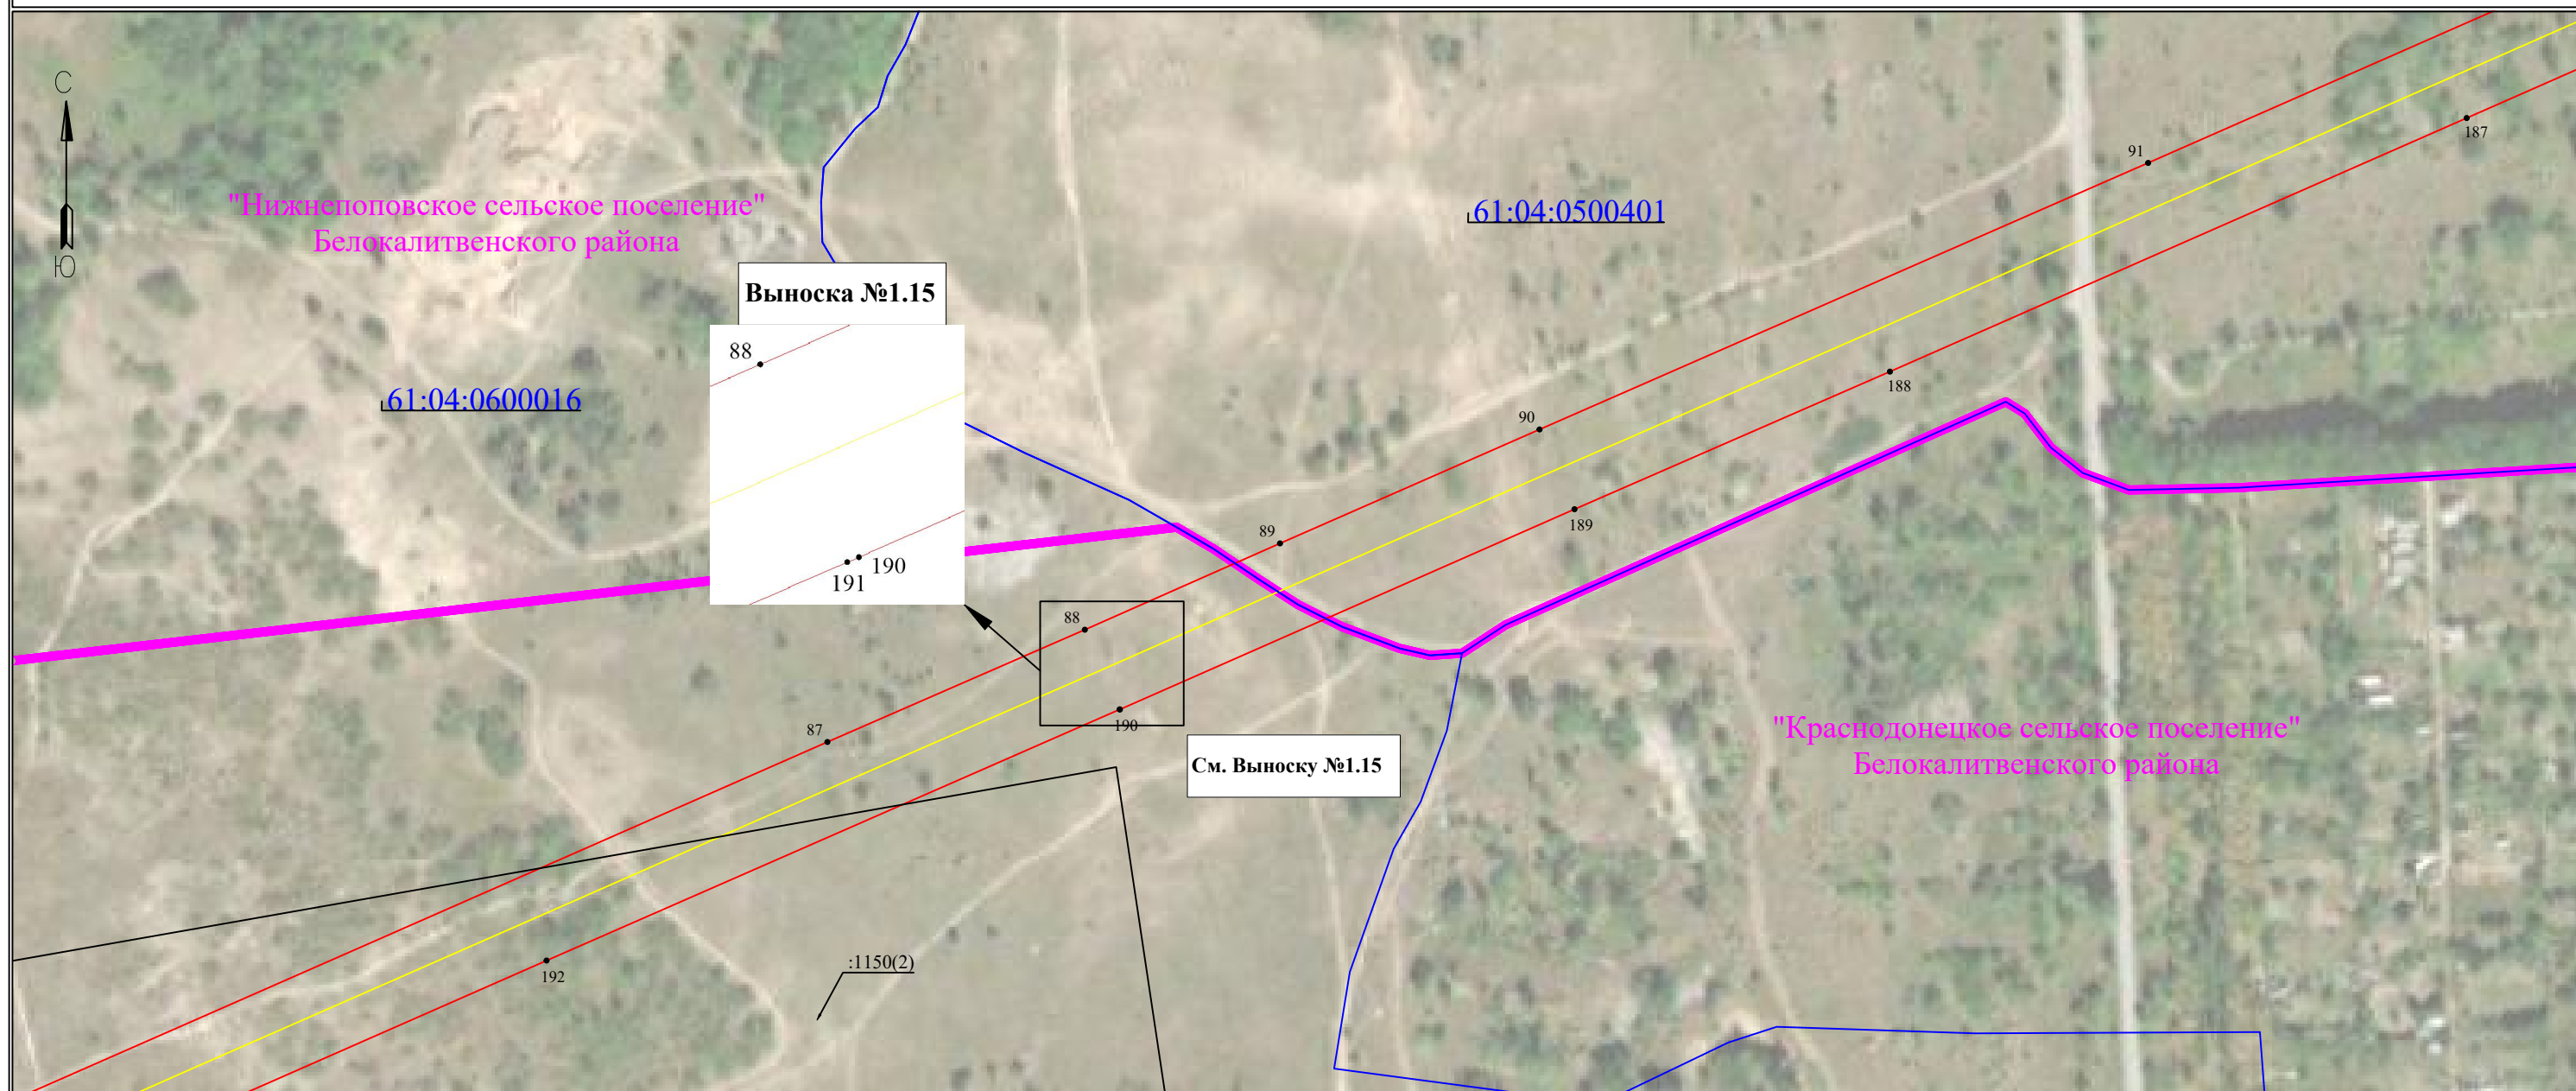 С
Ю
"Нижнепоповское сельское поселение"
Белокалитвенского района
61:04:0500401
91
187
Выноска №1.15
88
190
191
61:04:0600016
188
90
189
89
88
190
87
См. Выноску №1.15
"Краснодонецкое сельское поселение"
Белокалитвенского района
192
:1150(2)